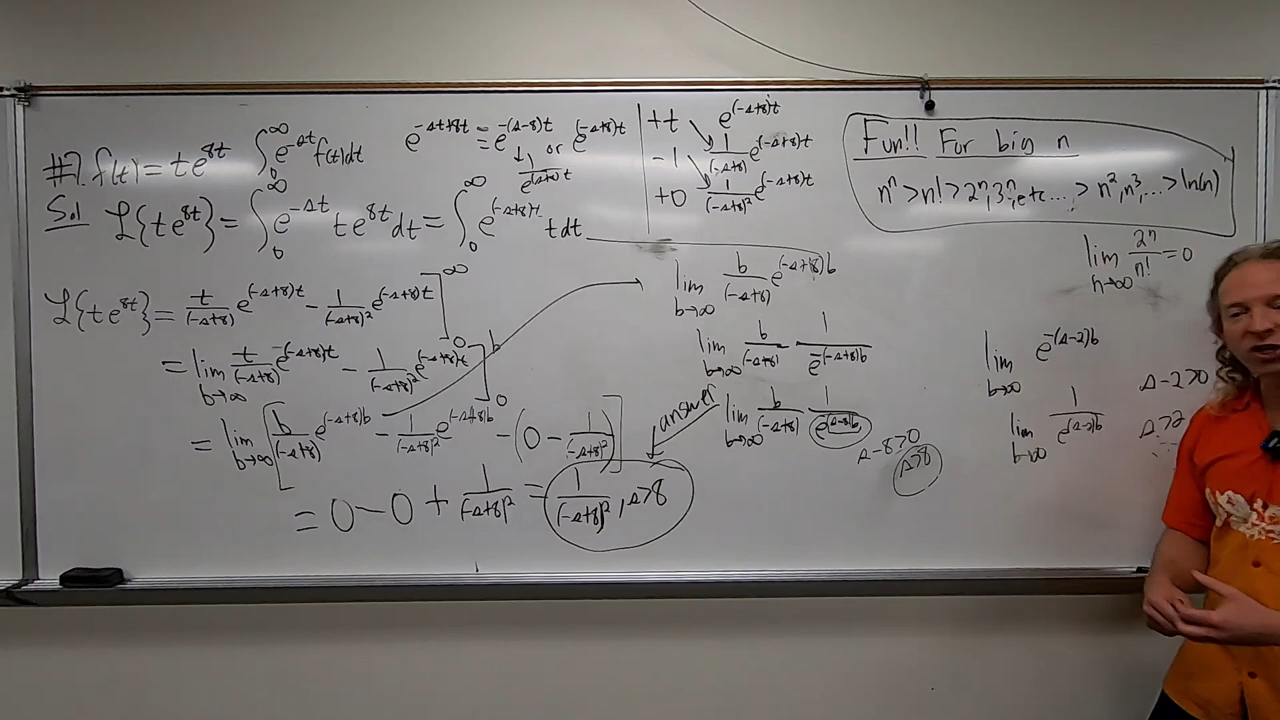 #7. f(t) = te^{8t} ∫_0^∞ e^{-st} f(t)dt e^{-st+8t} = e^{-(s-8)t} or e^{(-s+8)t}
↓
Sol ℒ{te^{8t}} = ∫_0^∞ e^{-st} te^{8t} dt = ∫_0^∞ e^{(-s+8)t} t dt
ℒ{te^{8t}} = t/(-s+8) e^{(-s+8)t} - 1/(-s+8)² e^{(-s+8)t} ]_0^∞
= lim_{b→∞} t/(-s+8) e^{(-s+8)t} - 1/(-s+8)² e^{(-s+8)t} ]_0^b
= lim_{b→∞} [ b/(-s+8) e^{(-s+8)b} - 1/(-s+8)² e^{(-s+8)b} - (0 - 1/(-s+8)²) ]
= 0 - 0 + 1/(-s+8)² = 1/(-s+8)², s>8
answer
+t e^{(-s+8)t}
-1 1/(-s+8) e^{(-s+8)t}
+0 1/(-s+8)² e^{(-s+8)t}
lim_{b→∞} b/(-s+8) e^{(-s+8)b}
lim_{b→∞} b/(-s+8) 1/e^{-(-s+8)b}
lim_{b→∞} b/(-s+8) 1/e^{(s-8)b}
s-8>0
s>8
Fun!! For big n
n^n > n! > 2^n, 3^n, etc... > n², n³, ... > ln(n)
lim_{n→∞} 2^n/n! = 0
lim_{b→∞} e^{-(s-2)b}
s-2>0
lim_{b→∞} 1/e^{(s-2)b}
s>2